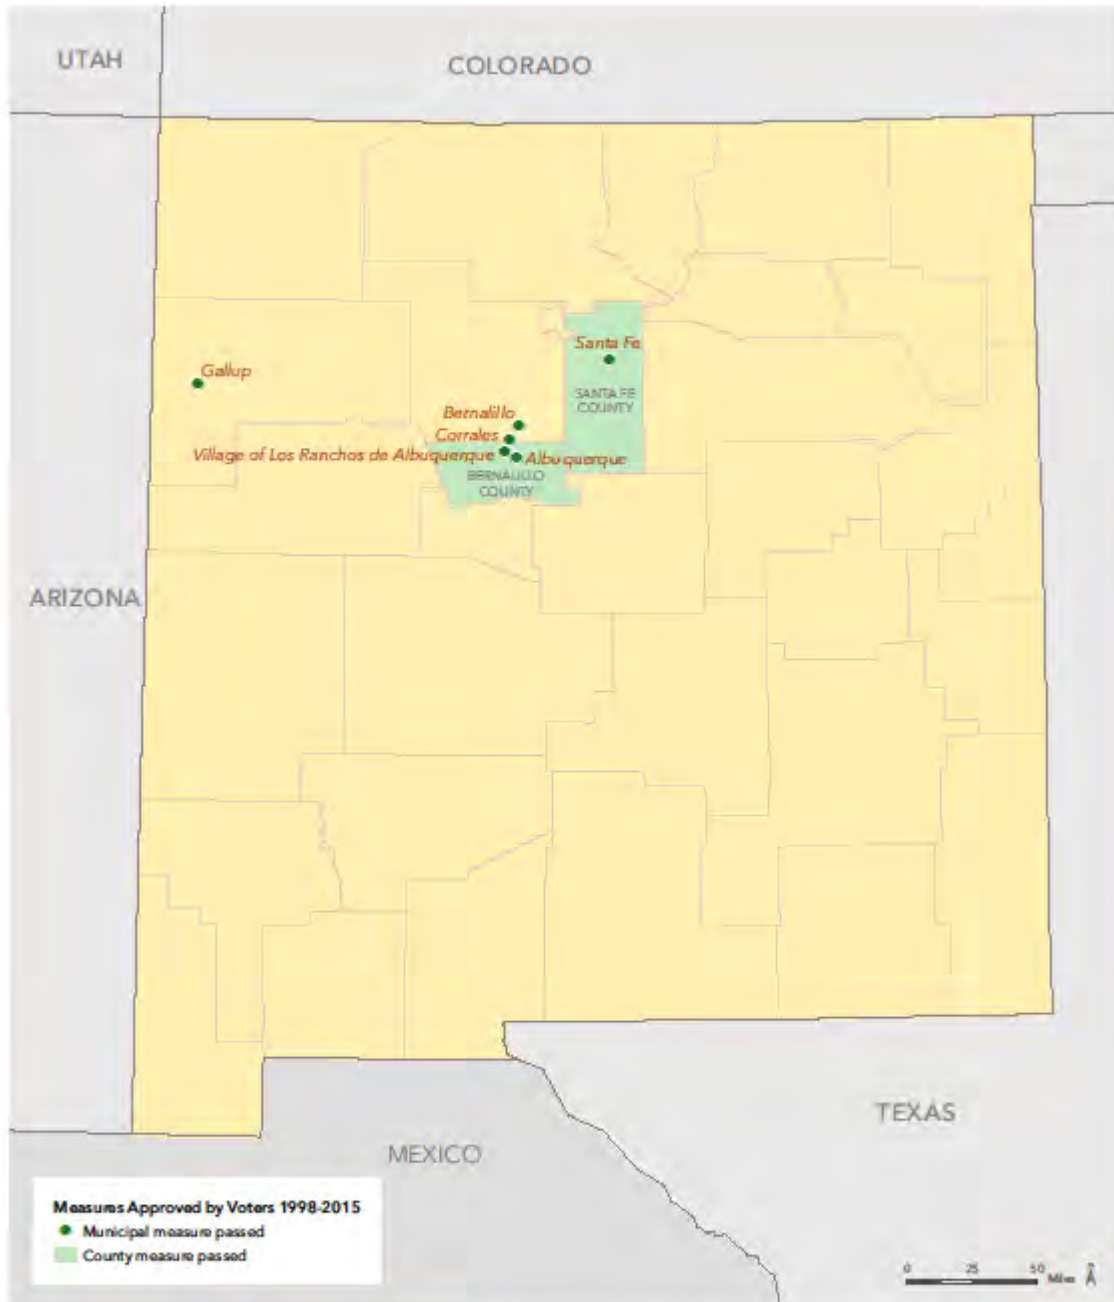 UTAH
COLORADO
Santa Fe
Gallup
SANTA FE
COUNTY
Bernalillo
Corrales
Village of Los Ranchos de Albuquerque
Albuquerque
BERNALILLO
COUNTY
ARIZONA
TEXAS
MEXICO
Measures Approved by Voters 1998-2015
Municipal measure passed
County measure passed
0 25 50 Miles N